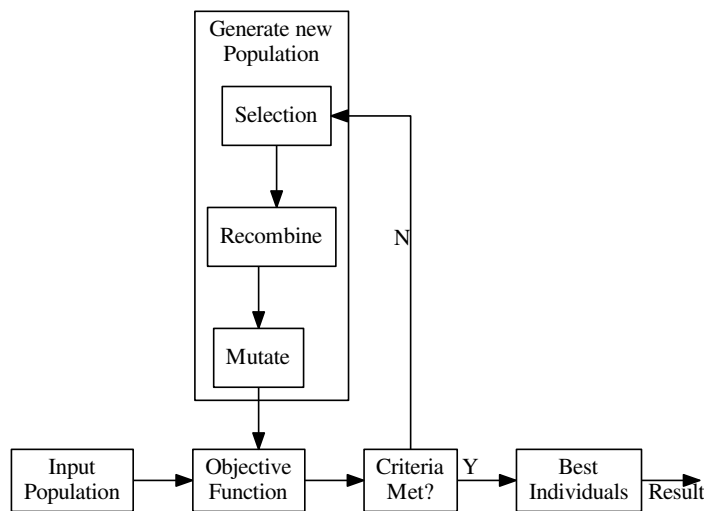 Generate new
Population
Selection
Recombine
N
Mutate
Input
Population
Objective
Function
Criteria
Met?
Y
Best
Individuals
Result